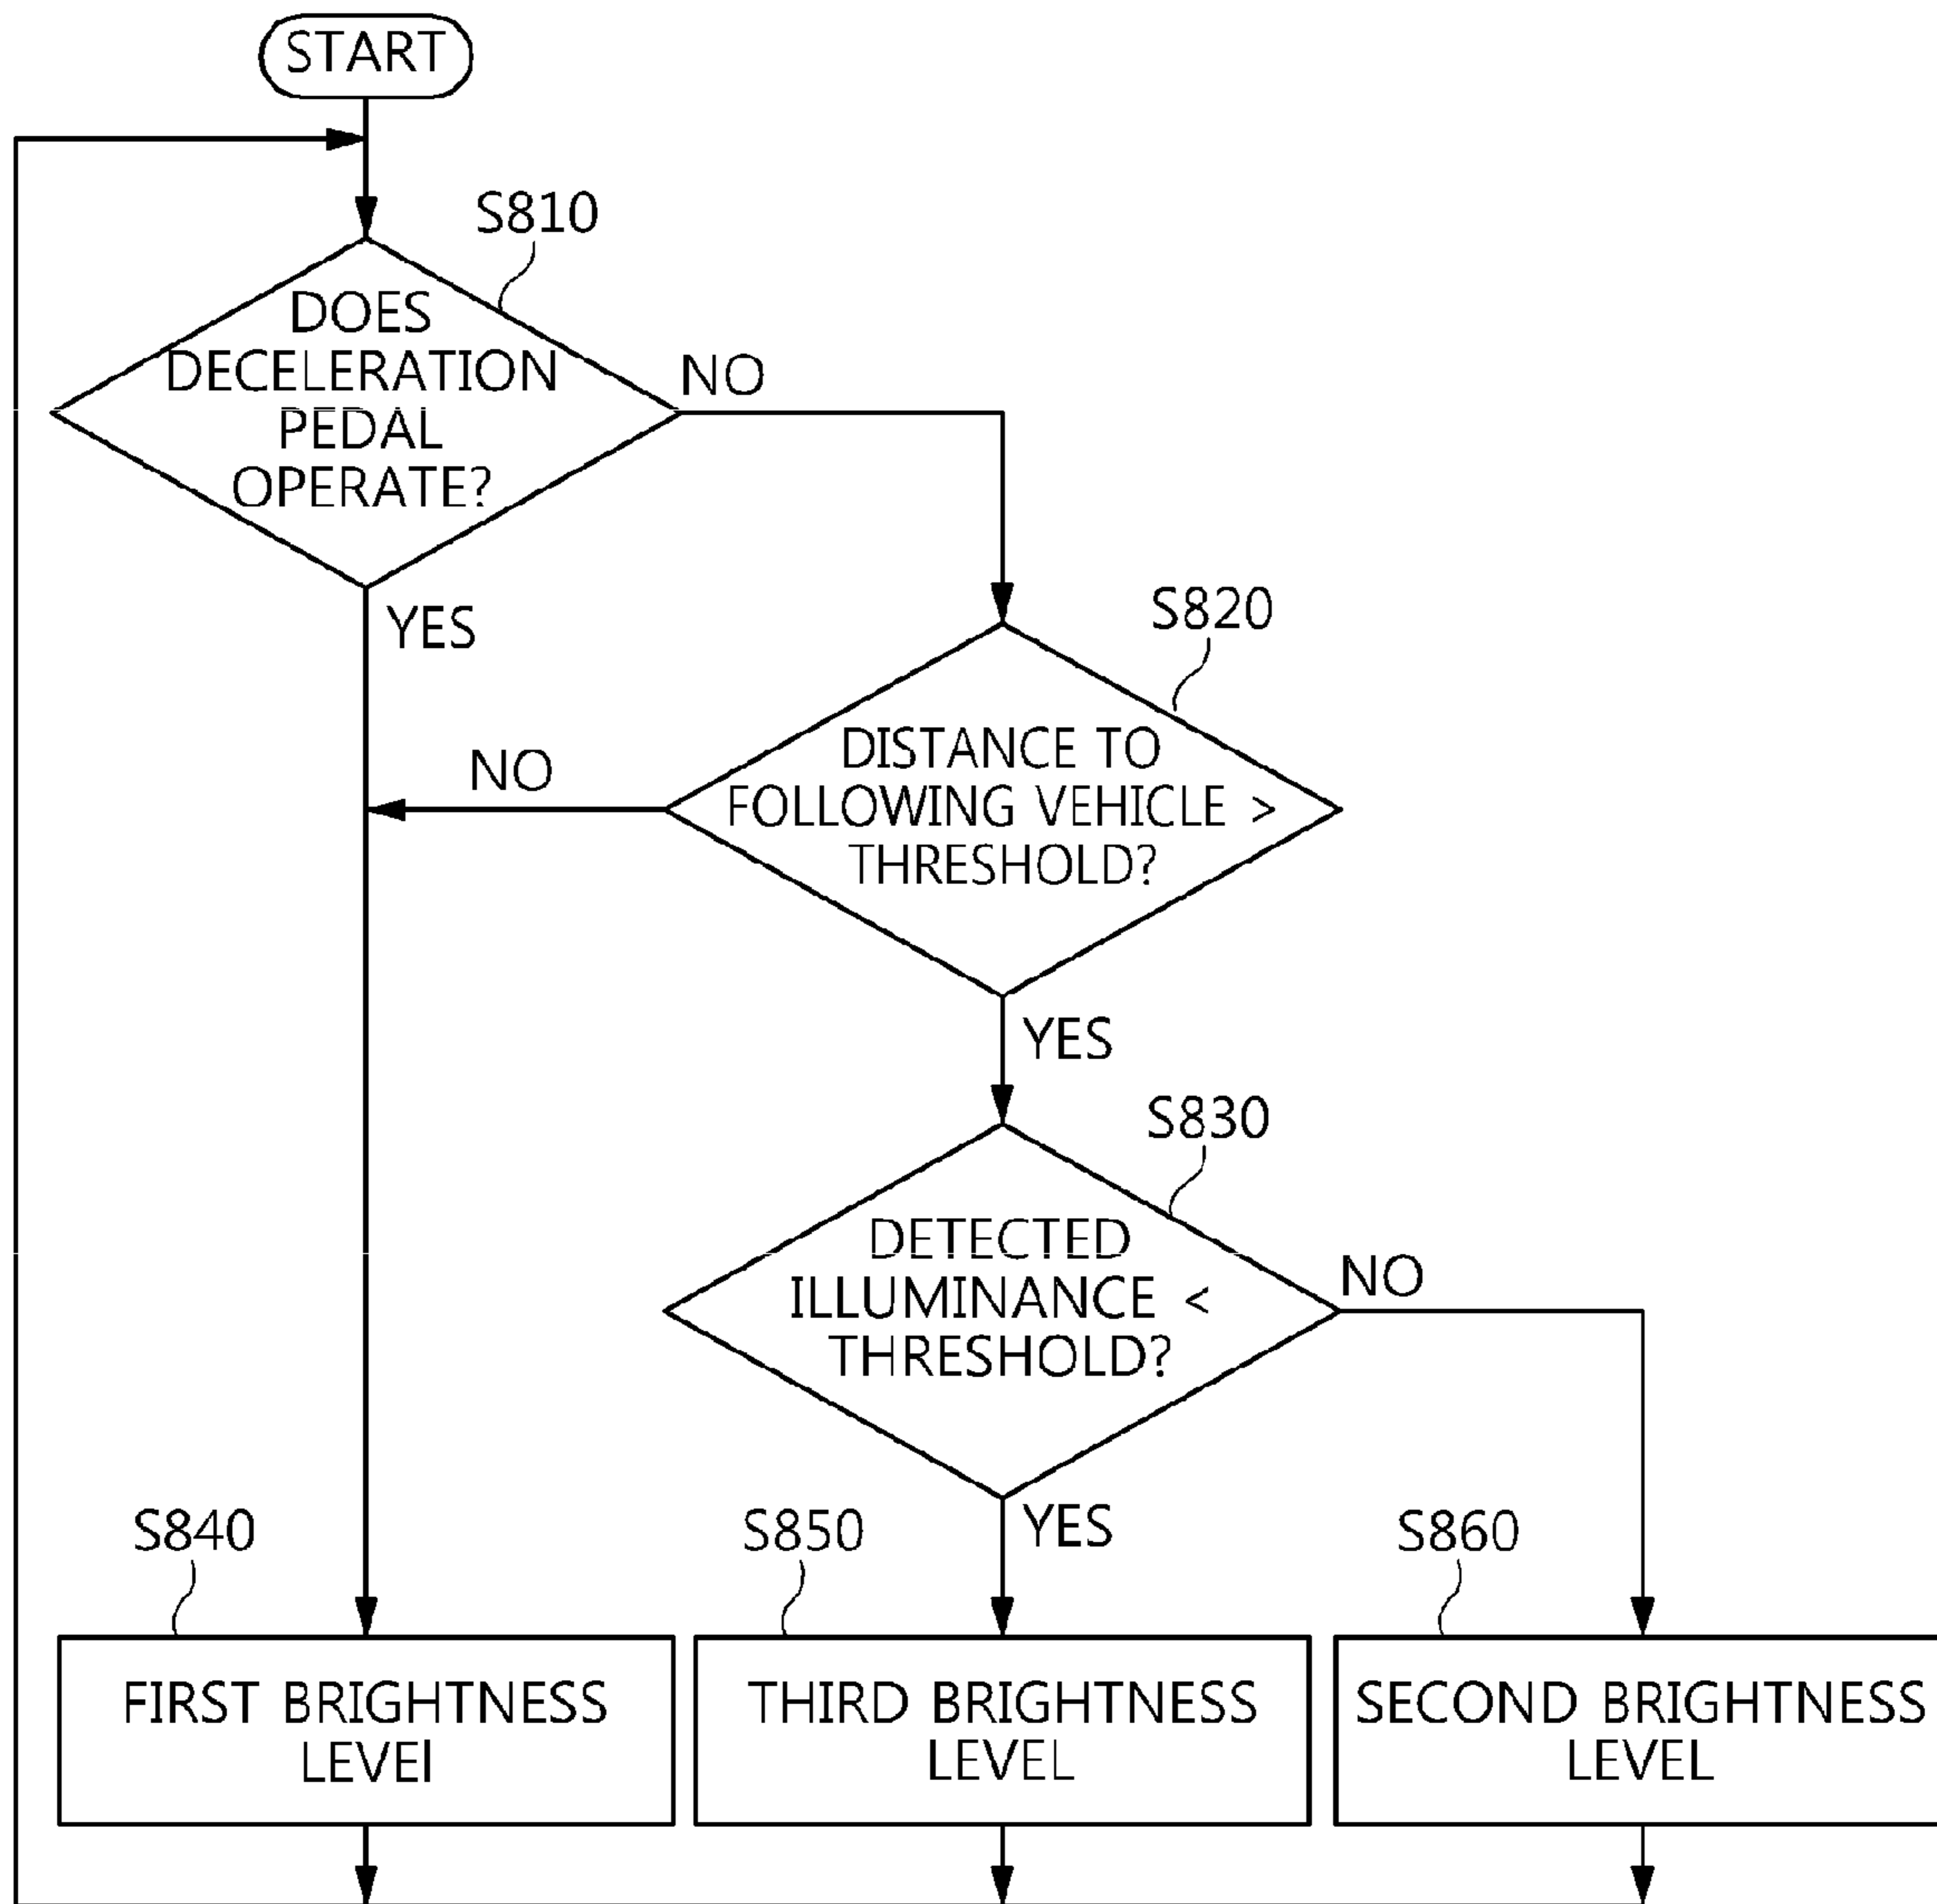 START
S810
DOES
DECELERATION
PEDAL
OPERATE?
NO
YES
S820
DISTANCE TO
FOLLOWING VEHICLE >
THRESHOLD?
NO
YES
S830
DETECTED
ILLUMINANCE <
THRESHOLD?
NO
YES
S840
FIRST BRIGHTNESS
LEVEl
S850
THIRD BRIGHTNESS
LEVEL
S860
SECOND BRIGHTNESS
LEVEL